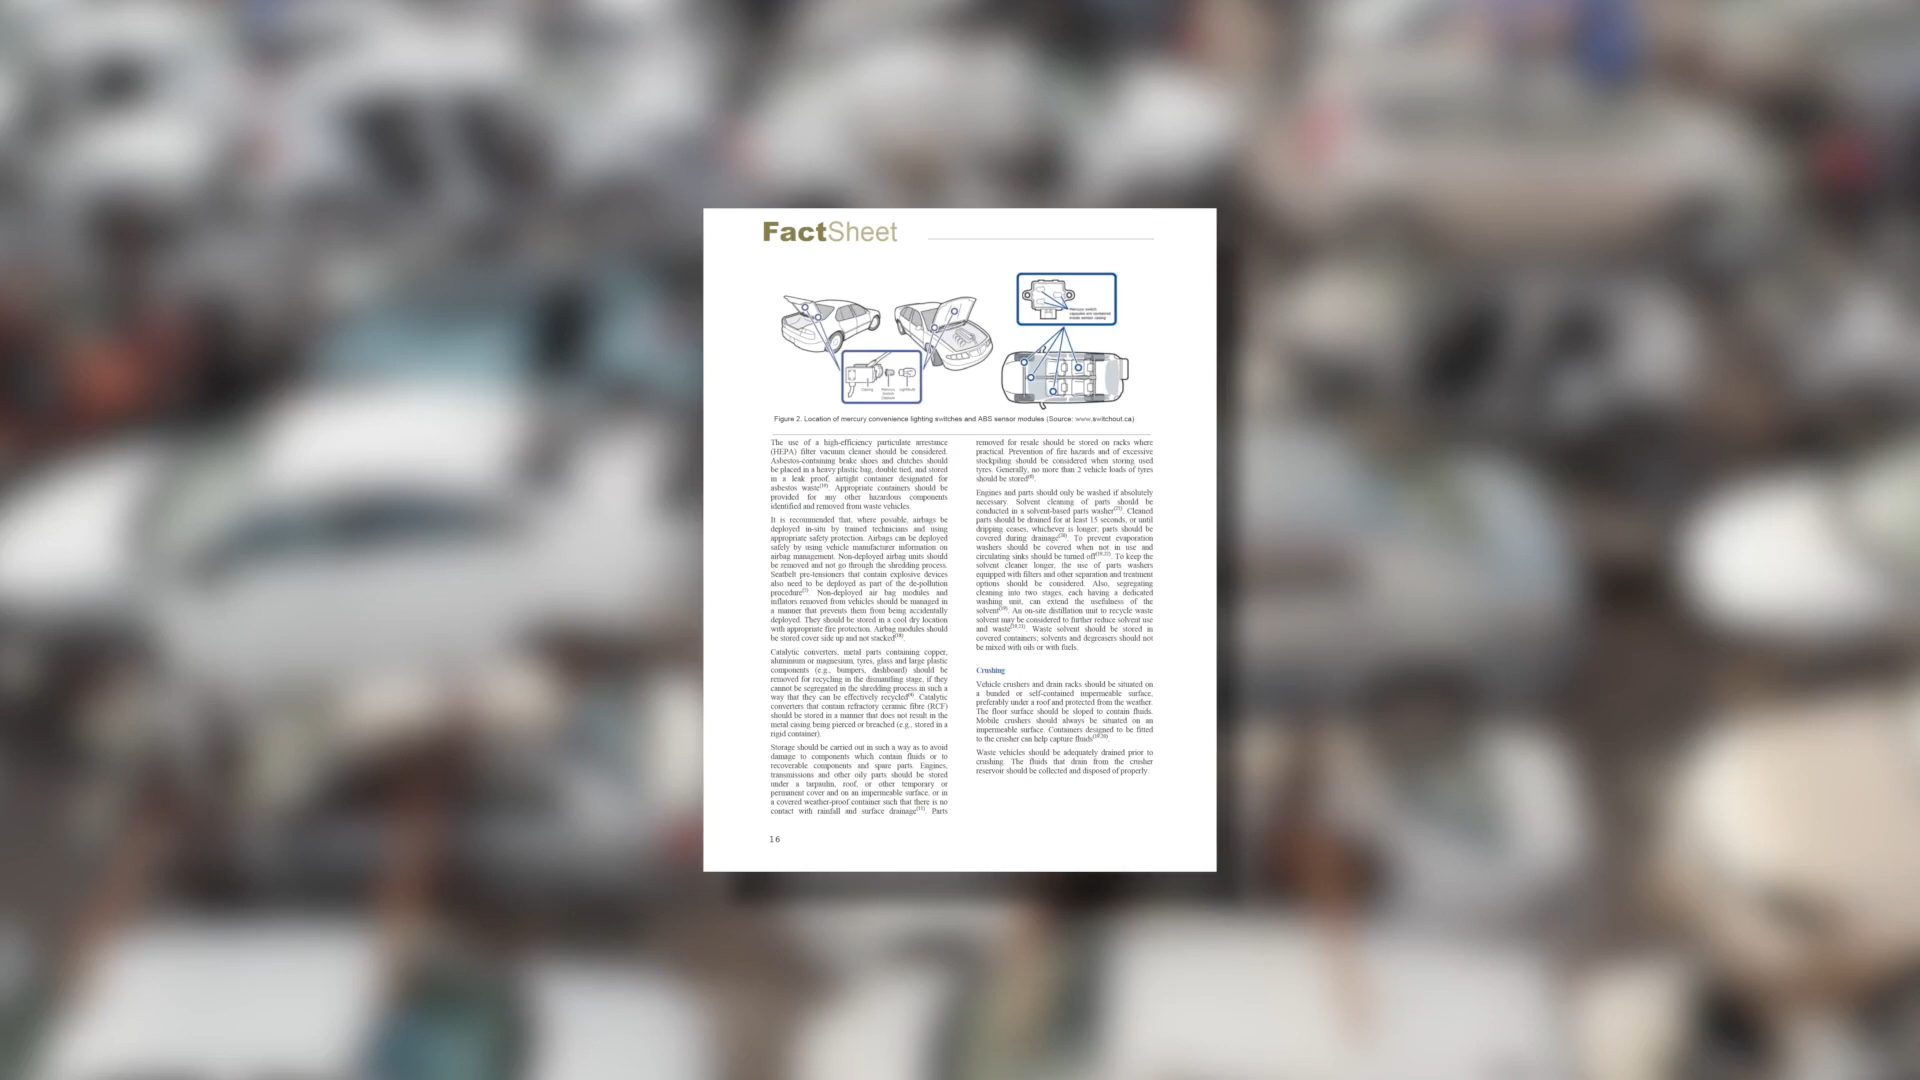 FactSheet
Mercury switch
capsules are contained
inside sensor casing
Casing
Mercury
Switch
Capsule
Lightbulb
Figure 2. Location of mercury convenience lighting switches and ABS sensor modules (Source: www.switchout.ca)
The use of a high-efficiency particulate arrestance
(HEPA) filter vacuum cleaner should be considered.
Asbestos-containing brake shoes and clutches should
be placed in a heavy plastic bag, double tied, and stored
in a leak proof, airtight container designated for
asbestos waste(19). Appropriate containers should be
provided for any other hazardous components
identified and removed from waste vehicles.
It is recommended that, where possible, airbags be
deployed in-situ by trained technicians and using
appropriate safety protection. Airbags can be deployed
safely by using vehicle manufacturer information on
airbag management. Non-deployed airbag units should
be removed and not go through the shredding process.
Seatbelt pre-tensioners that contain explosive devices
also need to be deployed as part of the de-pollution
procedure(5). Non-deployed air bag modules and
inflators removed from vehicles should be managed in
a manner that prevents them from being accidentally
deployed. They should be stored in a cool dry location
with appropriate fire protection. Airbag modules should
be stored cover side up and not stacked(18).
Catalytic converters, metal parts containing copper,
aluminium or magnesium, tyres, glass and large plastic
components (e.g., bumpers, dashboard) should be
removed for recycling in the dismantling stage, if they
cannot be segregated in the shredding process in such a
way that they can be effectively recycled(4). Catalytic
converters that contain refractory ceramic fibre (RCF)
should be stored in a manner that does not result in the
metal casing being pierced or breached (e.g., stored in a
rigid container).
Storage should be carried out in such a way as to avoid
damage to components which contain fluids or to
recoverable components and spare parts. Engines,
transmissions and other oily parts should be stored
under a tarpaulin, roof, or other temporary or
permanent cover and on an impermeable surface, or in
a covered weather-proof container such that there is no
contact with rainfall and surface drainage(11). Parts
removed for resale should be stored on racks where
practical. Prevention of fire hazards and of excessive
stockpiling should be considered when storing used
tyres. Generally, no more than 2 vehicle loads of tyres
should be stored(6).
Engines and parts should only be washed if absolutely
necessary. Solvent cleaning of parts should be
conducted in a solvent-based parts washer(21). Cleaned
parts should be drained for at least 15 seconds, or until
dripping ceases, whichever is longer; parts should be
covered during drainage(20). To prevent evaporation
washers should be covered when not in use and
circulating sinks should be turned off(19,22). To keep the
solvent cleaner longer, the use of parts washers
equipped with filters and other separation and treatment
options should be considered. Also, segregating
cleaning into two stages, each having a dedicated
washing unit, can extend the usefulness of the
solvent(19). An on-site distillation unit to recycle waste
solvent may be considered to further reduce solvent use
and waste(19,21). Waste solvent should be stored in
covered containers; solvents and degreasers should not
be mixed with oils or with fuels.
Crushing
Vehicle crushers and drain racks should be situated on
a bunded or self-contained impermeable surface,
preferably under a roof and protected from the weather.
The floor surface should be sloped to contain fluids.
Mobile crushers should always be situated on an
impermeable surface. Containers designed to be fitted
to the crusher can help capture fluids(19,20).
Waste vehicles should be adequately drained prior to
crushing. The fluids that drain from the crusher
reservoir should be collected and disposed of properly.
16